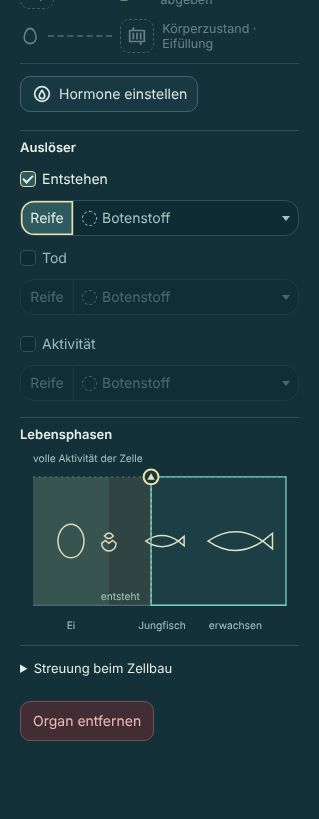 abgeben
Körperzustand ·
Eifüllung
Hormone einstellen
Auslöser
Entstehen
Reife Botenstoff
Tod
Reife Botenstoff
Aktivität
Reife Botenstoff
Lebensphasen
volle Aktivität der Zelle
entsteht
Ei Jungfisch erwachsen
Streuung beim Zellbau
Organ entfernen